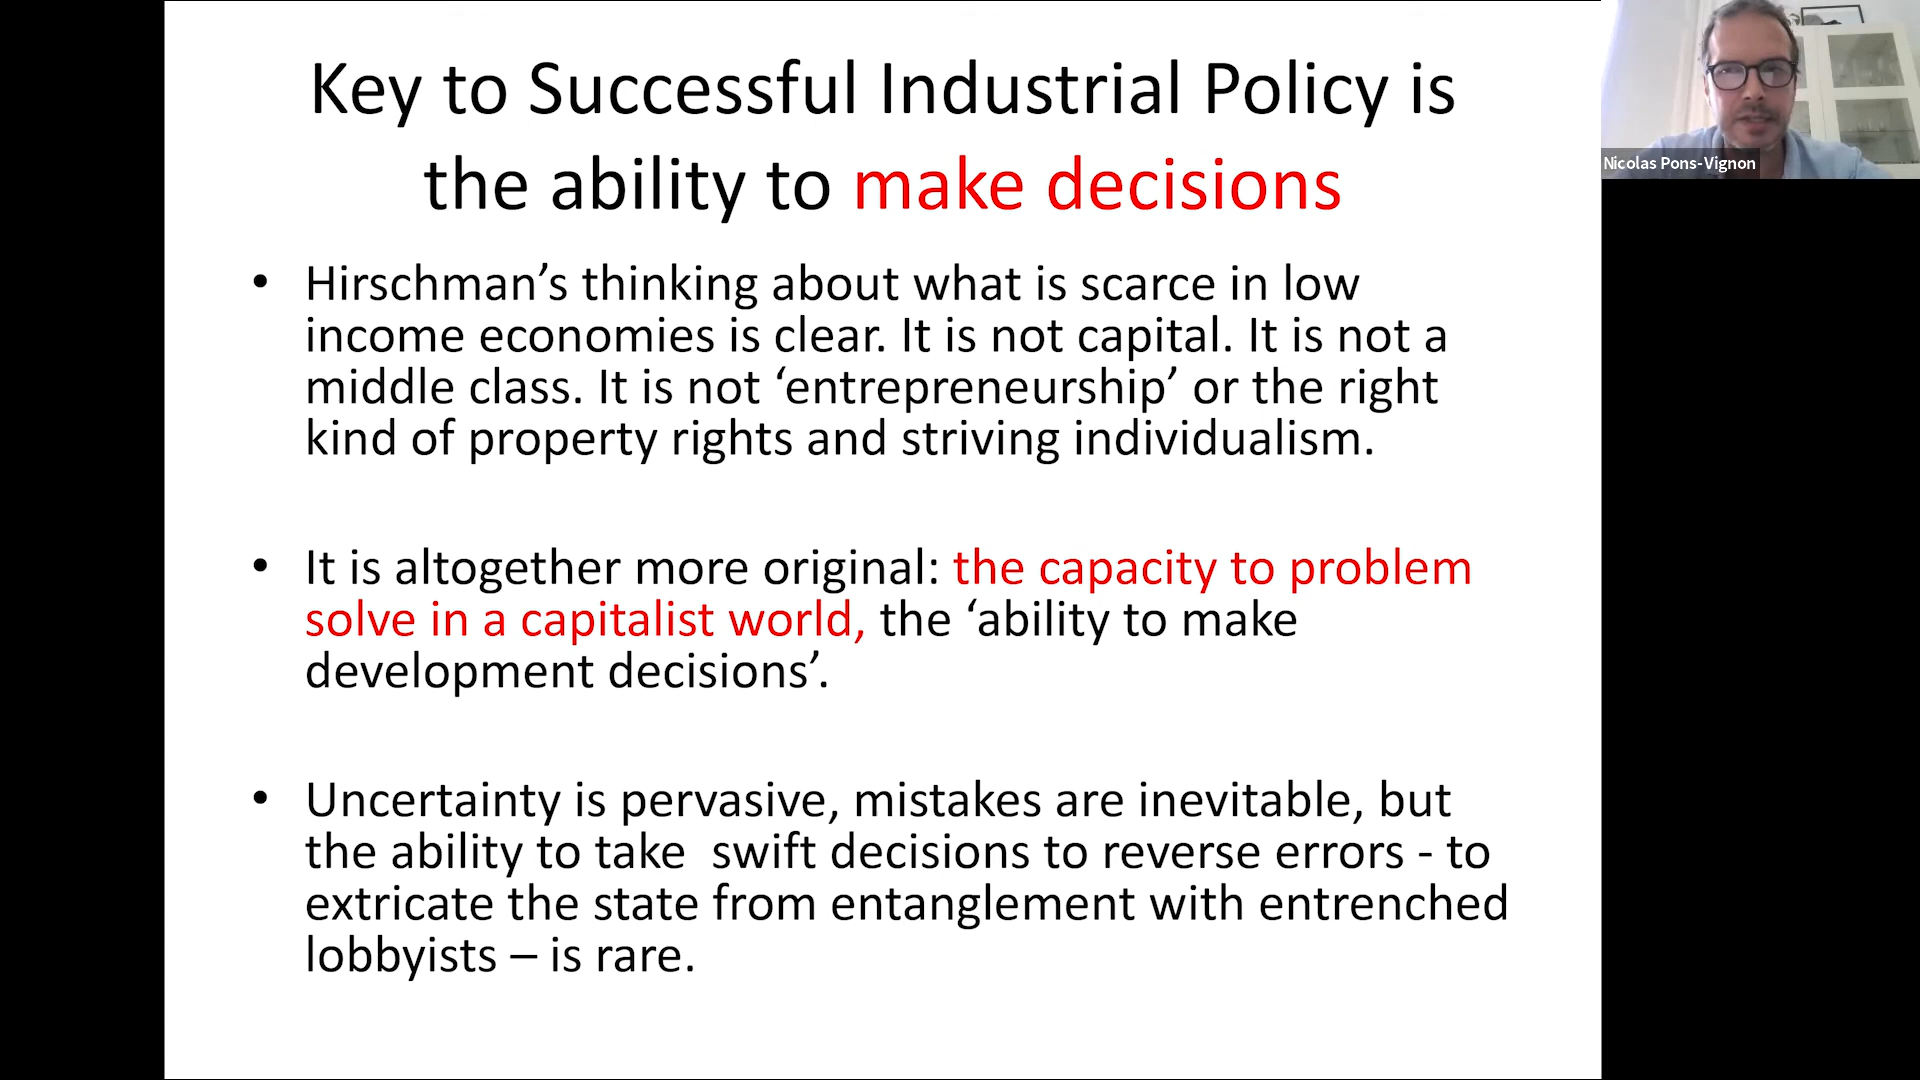 Key to Successful Industrial Policy is
the ability to make decisions
• Hirschman’s thinking about what is scarce in low
income economies is clear. It is not capital. It is not a
middle class. It is not ‘entrepreneurship’ or the right
kind of property rights and striving individualism.
• It is altogether more original: the capacity to problem
solve in a capitalist world, the ‘ability to make
development decisions’.
• Uncertainty is pervasive, mistakes are inevitable, but
the ability to take  swift decisions to reverse errors - to
extricate the state from entanglement with entrenched
lobbyists – is rare.
Nicolas Pons-Vignon